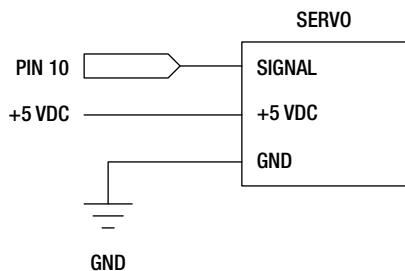 SERVO
PIN 10
SIGNAL
+5 VDC
+5 VDC
GND
GND